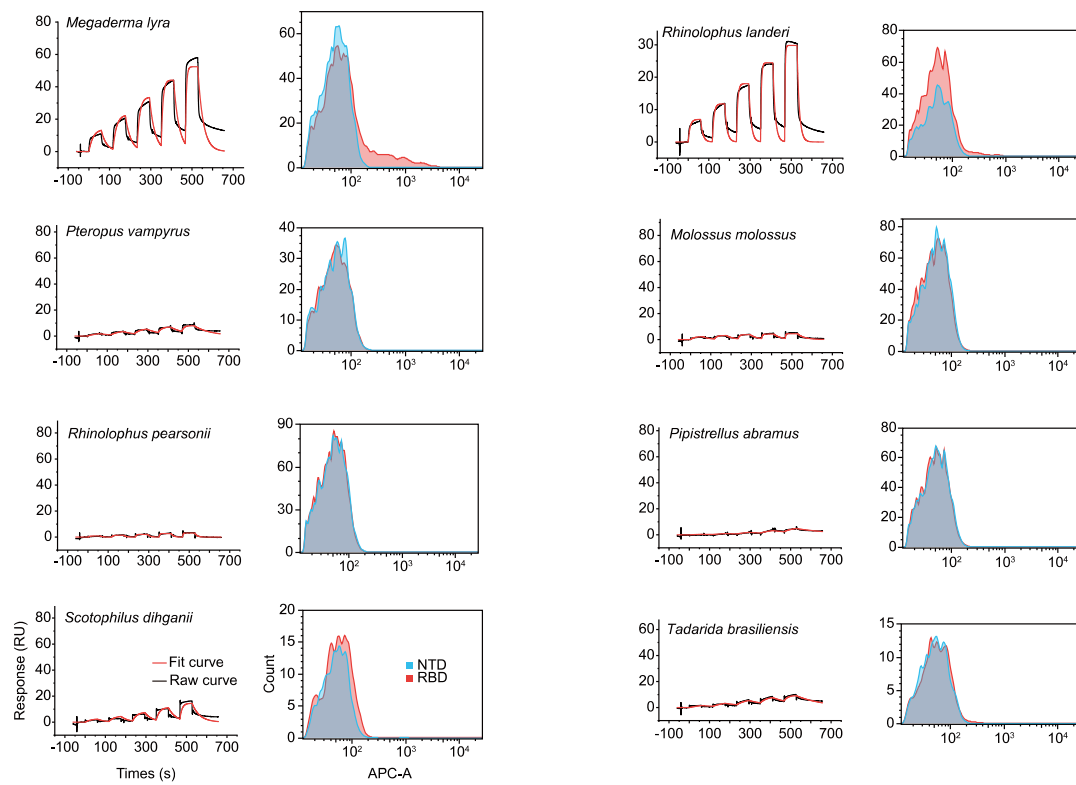 Megaderma lyra
80
60
40
20
0
-100 100 300 500 700
60
40
20
0
10² 10³ 10⁴
Rhinolophus landeri
30
20
10
0
-100 100 300 500 700
80
60
40
20
0
10² 10³ 10⁴
Pteropus vampyrus
80
60
40
20
0
-100 100 300 500 700
40
30
20
10
0
10² 10³ 10⁴
Molossus molossus
80
60
40
20
0
-100 100 300 500 700
80
60
40
20
0
10² 10³ 10⁴
Rhinolophus pearsonii
80
60
40
20
0
-100 100 300 500 700
90
60
30
0
10² 10³ 10⁴
Pipistrellus abramus
80
60
40
20
0
-100 100 300 500 700
80
60
40
20
0
10² 10³ 10⁴
Scotophilus dihganii
Response (RU)
80
60
40
20
0
Fit curve
Raw curve
-100 100 300 500 700
Times (s)
Count
20
15
10
5
0
NTD
RBD
10² 10³ 10⁴
APC-A
Tadarida brasiliensis
60
40
20
0
-100 100 300 500 700
15
10
5
0
10² 10³ 10⁴